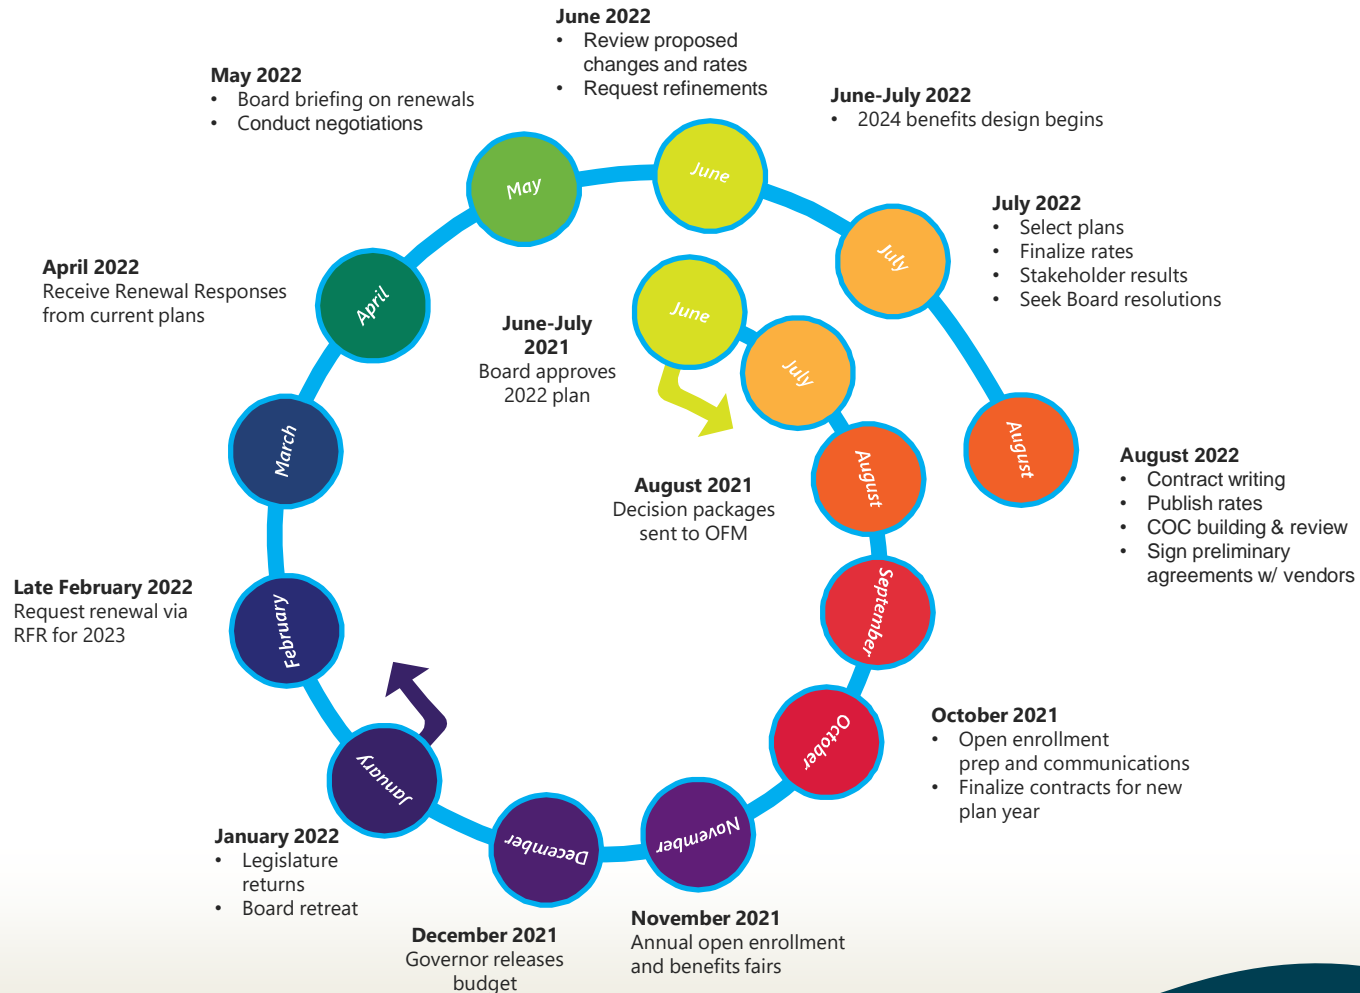 June 2022
• Review proposed
changes and rates
• Request refinements
May 2022
• Board briefing on renewals
• Conduct negotiations
June-July 2022
• 2024 benefits design begins
July 2022
• Select plans
• Finalize rates
• Stakeholder results
• Seek Board resolutions
April 2022
Receive Renewal Responses
from current plans
June-July
2021
Board approves
2022 plan
August 2021
Decision packages
sent to OFM
August 2022
• Contract writing
• Publish rates
• COC building & review
• Sign preliminary
agreements w/ vendors
Late February 2022
Request renewal via
RFR for 2023
October 2021
• Open enrollment
prep and communications
• Finalize contracts for new
plan year
January 2022
• Legislature
returns
• Board retreat
December 2021
Governor releases
budget
November 2021
Annual open enrollment
and benefits fairs
June
July
August
September
October
November
December
January
February
March
April
May
June
July
August